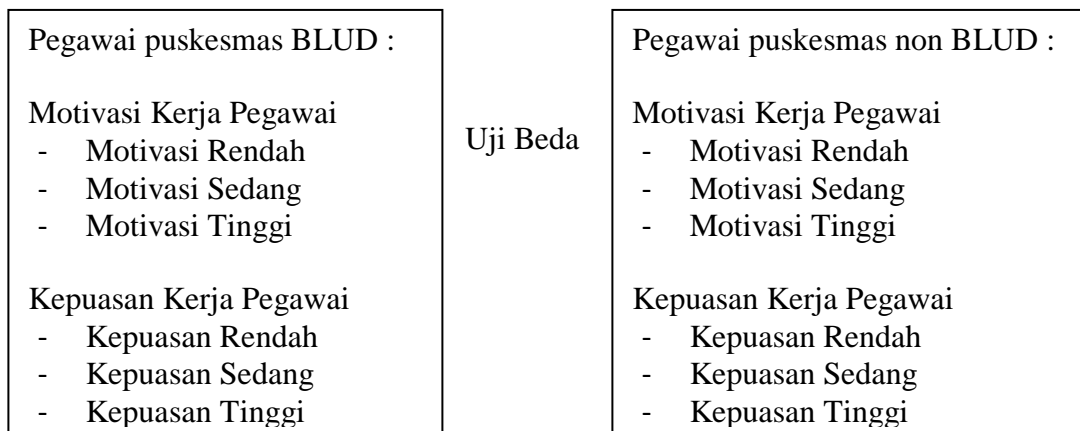 Pegawai puskesmas BLUD :
Motivasi Kerja Pegawai
- Motivasi Rendah
- Motivasi Sedang
- Motivasi Tinggi
Kepuasan Kerja Pegawai
- Kepuasan Rendah
- Kepuasan Sedang
- Kepuasan Tinggi
Uji Beda
Pegawai puskesmas non BLUD :
Motivasi Kerja Pegawai
- Motivasi Rendah
- Motivasi Sedang
- Motivasi Tinggi
Kepuasan Kerja Pegawai
- Kepuasan Rendah
- Kepuasan Sedang
- Kepuasan Tinggi